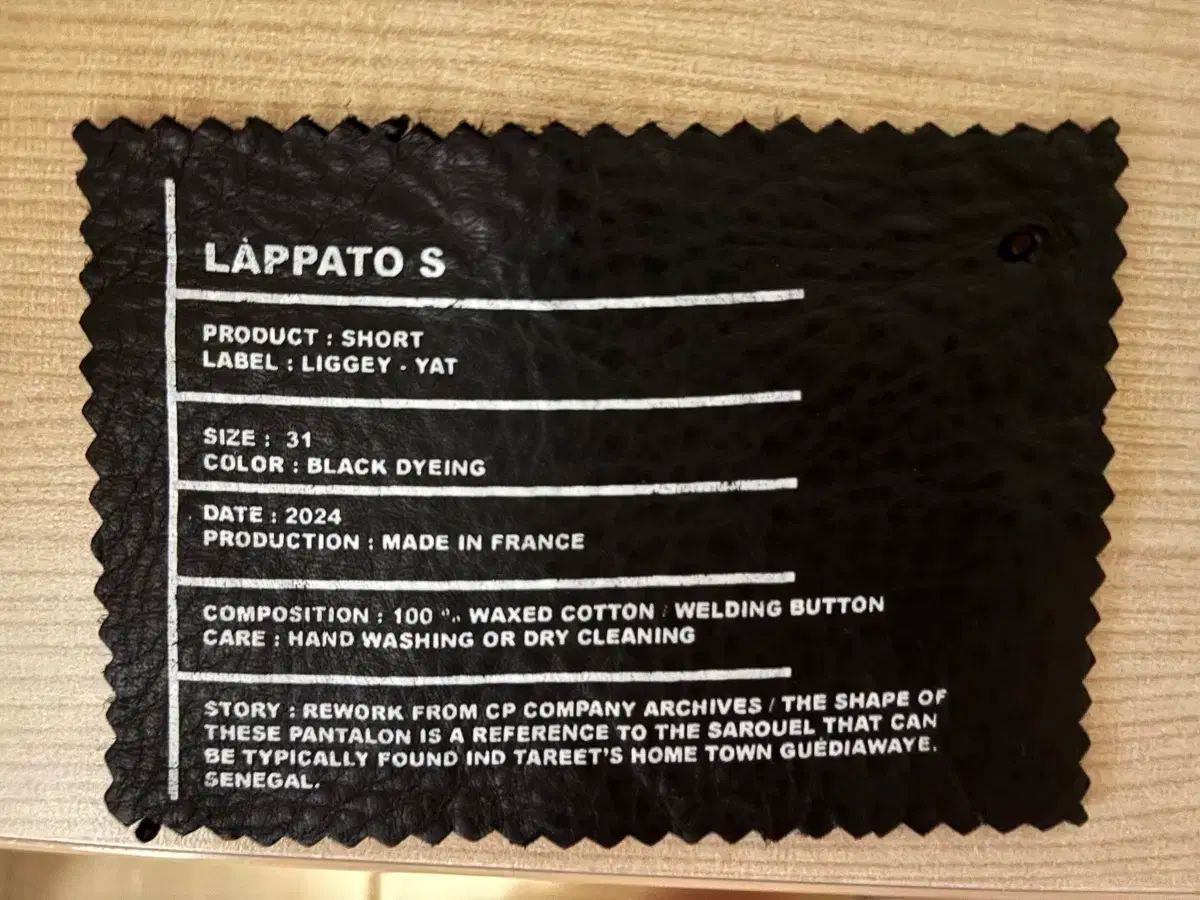 LÀPPATO S
PRODUCT : SHORT
LABEL : LIGGEY - YAT
SIZE : 31
COLOR : BLACK DYEING
DATE : 2024
PRODUCTION : MADE IN FRANCE
COMPOSITION : 100 % WAXED COTTON / WELDING BUTTON
CARE : HAND WASHING OR DRY CLEANING
STORY : REWORK FROM CP COMPANY ARCHIVES / THE SHAPE OF
THESE PANTALON IS A REFERENCE TO THE SAROUEL THAT CAN
BE TYPICALLY FOUND IND TAREET'S HOME TOWN GUÉDIAWAYE.
SENEGAL.